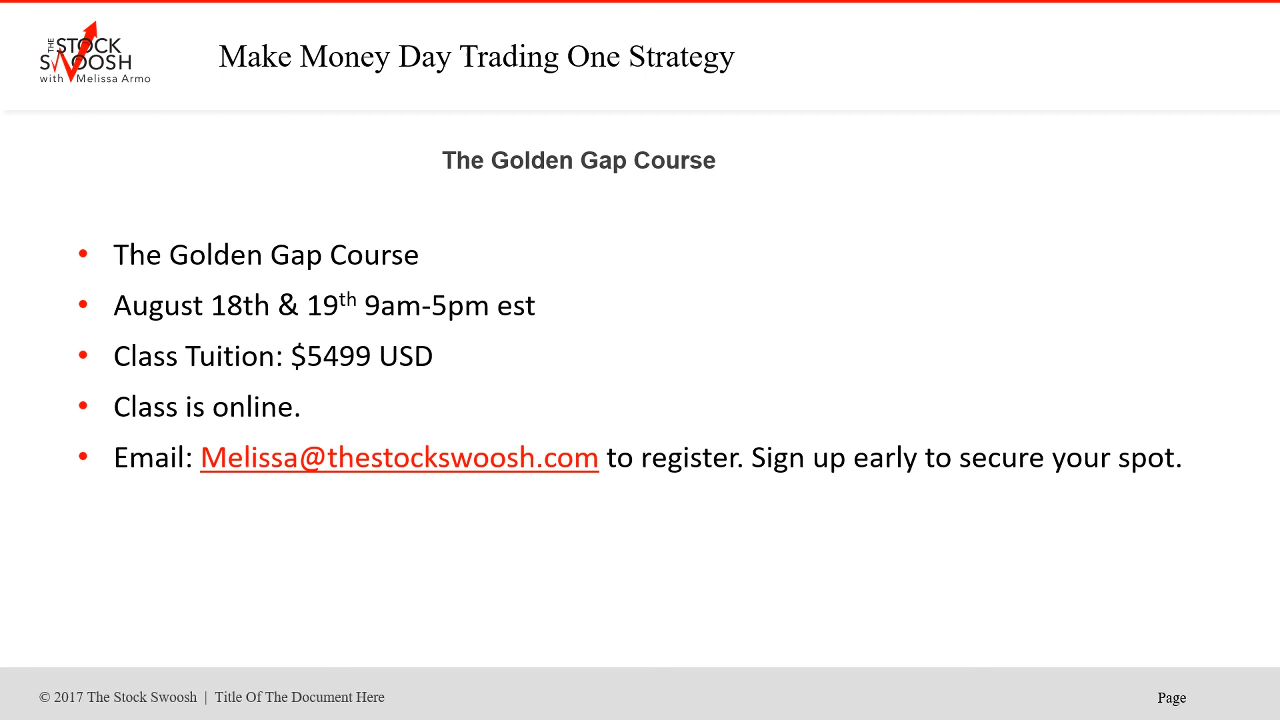 THE STOCK
SWOOSH
with Melissa Armo
Make Money Day Trading One Strategy
The Golden Gap Course
• The Golden Gap Course
• August 18th & 19th 9am-5pm est
• Class Tuition: $5499 USD
• Class is online.
• Email: Melissa@thestockswoosh.com to register. Sign up early to secure your spot.
© 2017 The Stock Swoosh | Title Of The Document Here
Page